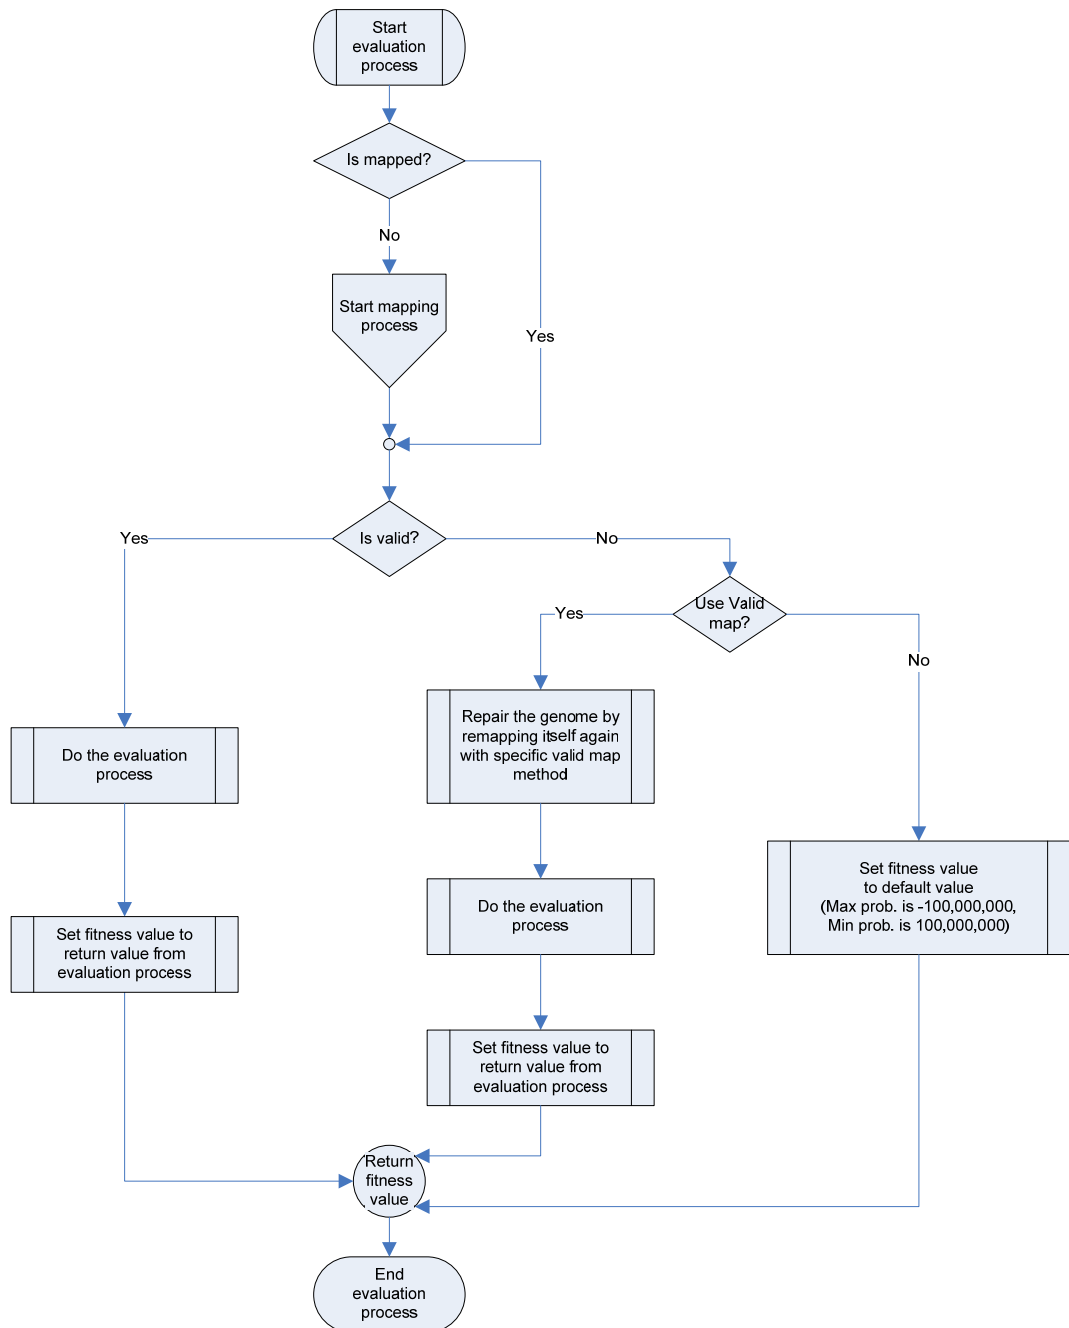 Start
evaluation
process
Is mapped?
No
Start mapping
process
Yes
Is valid?
Yes
No
Use Valid
map?
Yes
No
Repair the genome by
remapping itself again
with specific valid map
method
Do the evaluation
process
Set fitness value
to default value
(Max prob. is -100,000,000,
Min prob. is 100,000,000)
Do the evaluation
process
Set fitness value to
return value from
evaluation process
Set fitness value to
return value from
evaluation process
Return
fitness
value
End
evaluation
process